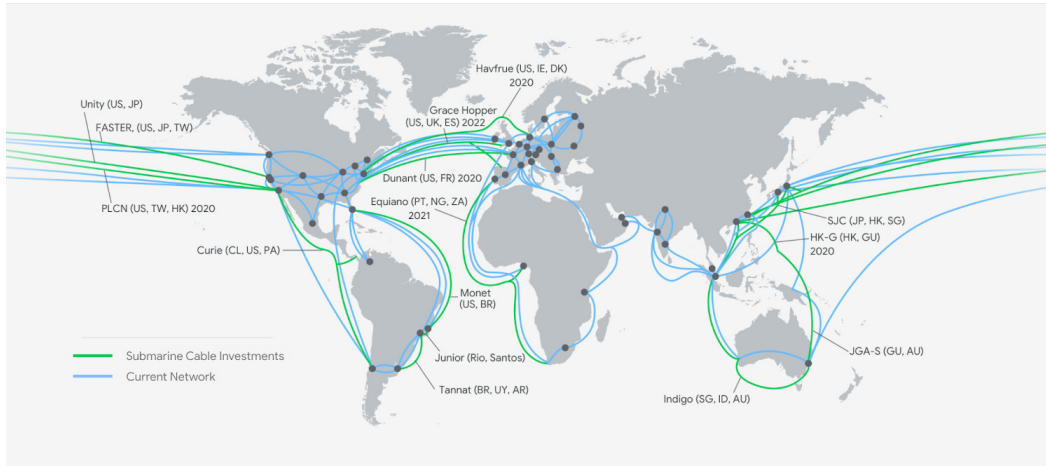 Havfrue (US, IE, DK)
2020
Unity (US, JP)
Grace Hopper
(US, UK, ES) 2022
FASTER, (US, JP, TW)
Dunant (US, FR) 2020
Equiano (PT, NG, ZA)
2021
PLCN (US, TW, HK) 2020
SJC (JP, HK, SG)
HK-G (HK, GU)
2020
Curie (CL, US, PA)
Monet
(US, BR)
JGA-S (GU, AU)
Submarine Cable Investments
Junior (Rio, Santos)
Current Network
Tannat (BR, UY, AR)
Indigo (SG, ID, AU)